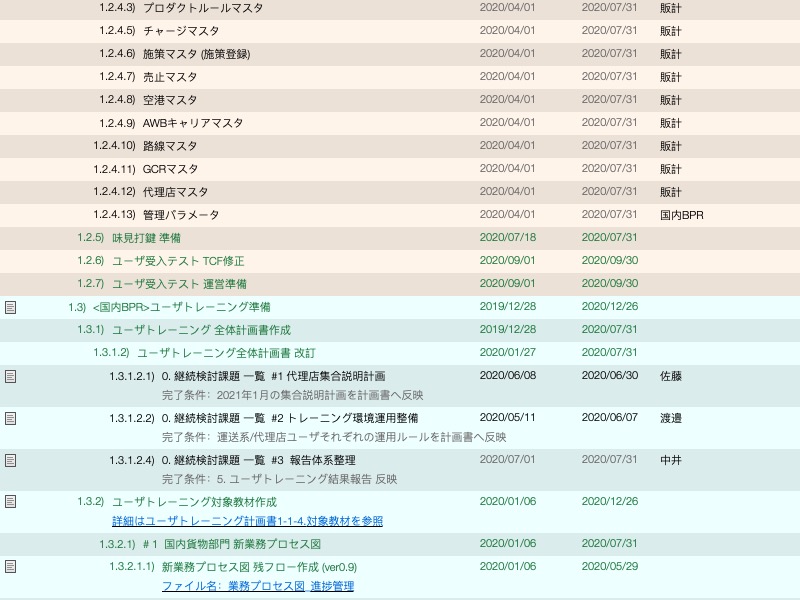 1.2.4.3) プロダクトルールマスタ 2020/04/01 2020/07/31 販計
1.2.4.5) チャージマスタ 2020/04/01 2020/07/31 販計
1.2.4.6) 施策マスタ (施策登録) 2020/04/01 2020/07/31 販計
1.2.4.7) 売止マスタ 2020/04/01 2020/07/31 販計
1.2.4.8) 空港マスタ 2020/04/01 2020/07/31 販計
1.2.4.9) AWBキャリアマスタ 2020/04/01 2020/07/31 販計
1.2.4.10) 路線マスタ 2020/04/01 2020/07/31 販計
1.2.4.11) GCRマスタ 2020/04/01 2020/07/31 販計
1.2.4.12) 代理店マスタ 2020/04/01 2020/07/31 販計
1.2.4.13) 管理パラメータ 2020/04/01 2020/07/31 国内BPR
1.2.5) 味見打鍵 準備 2020/07/18 2020/07/31
1.2.6) ユーザ受入テスト TCF修正 2020/09/01 2020/09/30
1.2.7) ユーザ受入テスト 運営準備 2020/09/01 2020/09/30
1.3) <国内BPR>ユーザトレーニング準備 2019/12/28 2020/12/26
1.3.1) ユーザトレーニング 全体計画書作成 2019/12/28 2020/07/31
1.3.1.2) ユーザトレーニング全体計画書 改訂 2020/01/27 2020/07/31
1.3.1.2.1) 0. 継続検討課題 一覧 #1 代理店集合説明計画 2020/06/08 2020/06/30 佐藤
完了条件: 2021年1月の集合説明計画を計画書へ反映
1.3.1.2.2) 0. 継続検討課題 一覧 #2 トレーニング環境運用整備 2020/05/11 2020/06/07 渡邉
完了条件: 運送系/代理店ユーザそれぞれの運用ルールを計画書へ反映
1.3.1.2.4) 0. 継続検討課題 一覧 #3 報告体系整理 2020/07/01 2020/07/31 中井
完了条件: 5. ユーザトレーニング結果報告 反映
1.3.2) ユーザトレーニング対象教材作成 2020/01/06 2020/12/26
詳細はユーザトレーニング計画書1-1-4.対象教材を参照
1.3.2.1) #1 国内貨物部門 新業務プロセス図 2020/01/06 2020/07/31
1.3.2.1.1) 新業務プロセス図 残フロー作成 (ver0.9) 2020/01/06 2020/05/29
ファイル名: 業務プロセス図_進捗管理